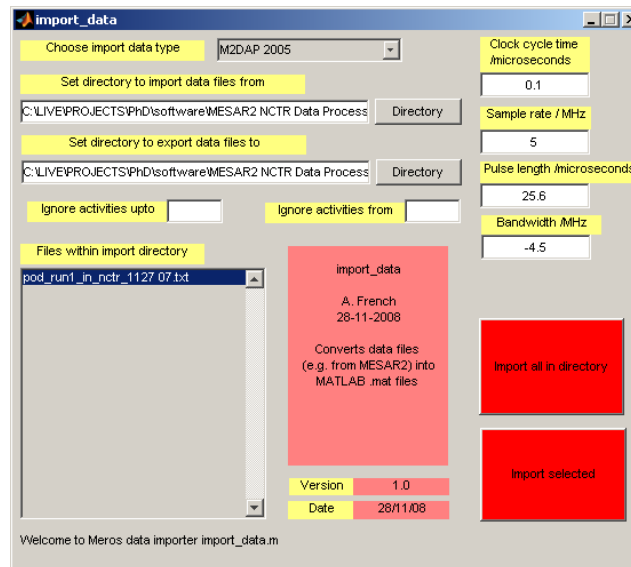 import_data
Choose import data type
M2DAP 2005
Set directory to import data files from
C:\LIVE\PROJECTS\PhD\software\MESAR2 NCTR Data Process
Directory
Set directory to export data files to
C:\LIVE\PROJECTS\PhD\software\MESAR2 NCTR Data Process
Directory
Ignore activities upto
Ignore activities from
Clock cycle time
/microseconds
0.1
Sample rate / MHz
5
Pulse length /microseconds
25.6
Bandwidth /MHz
-4.5
Files within import directory
pod_run1_in_nctr_1127 07.txt
import_data
A. French
28-11-2008
Converts data files
(e.g. from MESAR2) into
MATLAB .mat files
Version 1.0
Date 28/11/08
Import all in directory
Import selected
Welcome to Meros data importer import_data.m